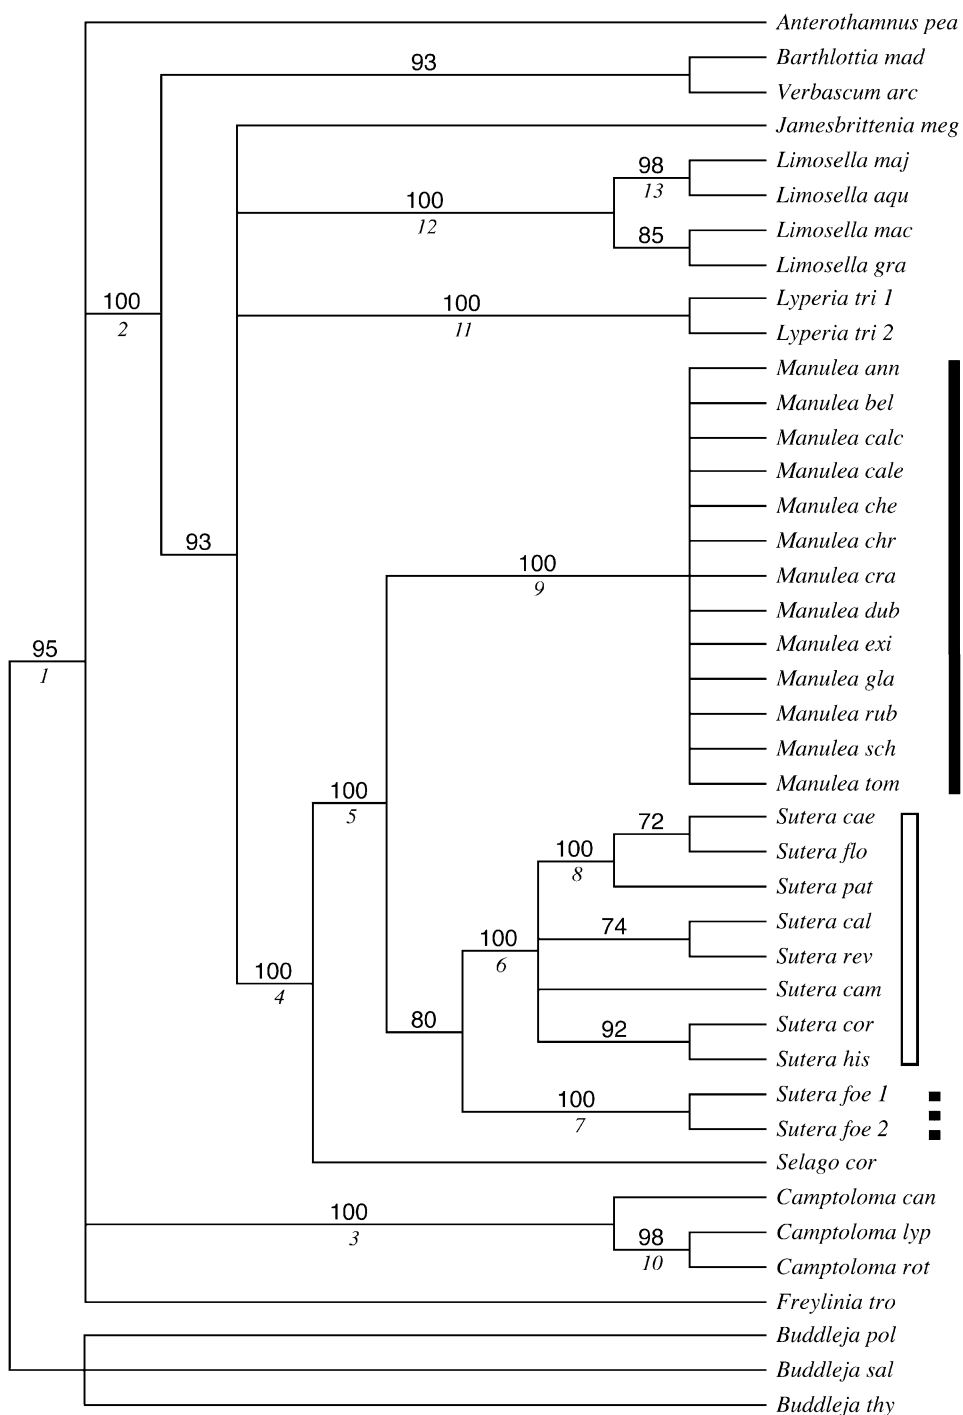 Anterothamnus pea
Barthlottia mad
93
Verbascum arc
Jamesbrittenia meg
Limosella maj
98
13
Limosella aqu
100
12
Limosella mac
85
Limosella gra
Lyperia tri 1
100
2
100
11
Lyperia tri 2
Manulea ann
Manulea bel
Manulea calc
Manulea cale
Manulea che
93
Manulea chr
100
9
Manulea cra
Manulea dub
95
1
Manulea exi
Manulea gla
Manulea rub
Manulea sch
Manulea tom
100
5
Sutera cae
72
Sutera flo
100
8
Sutera pat
Sutera cal
74
100
6
Sutera rev
100
4
Sutera cam
80
Sutera cor
92
Sutera his
Sutera foe 1
100
7
Sutera foe 2
Selago cor
Camptoloma can
100
3
Camptoloma lyp
98
10
Camptoloma rot
Freylinia tro
Buddleja pol
Buddleja sal
Buddleja thy